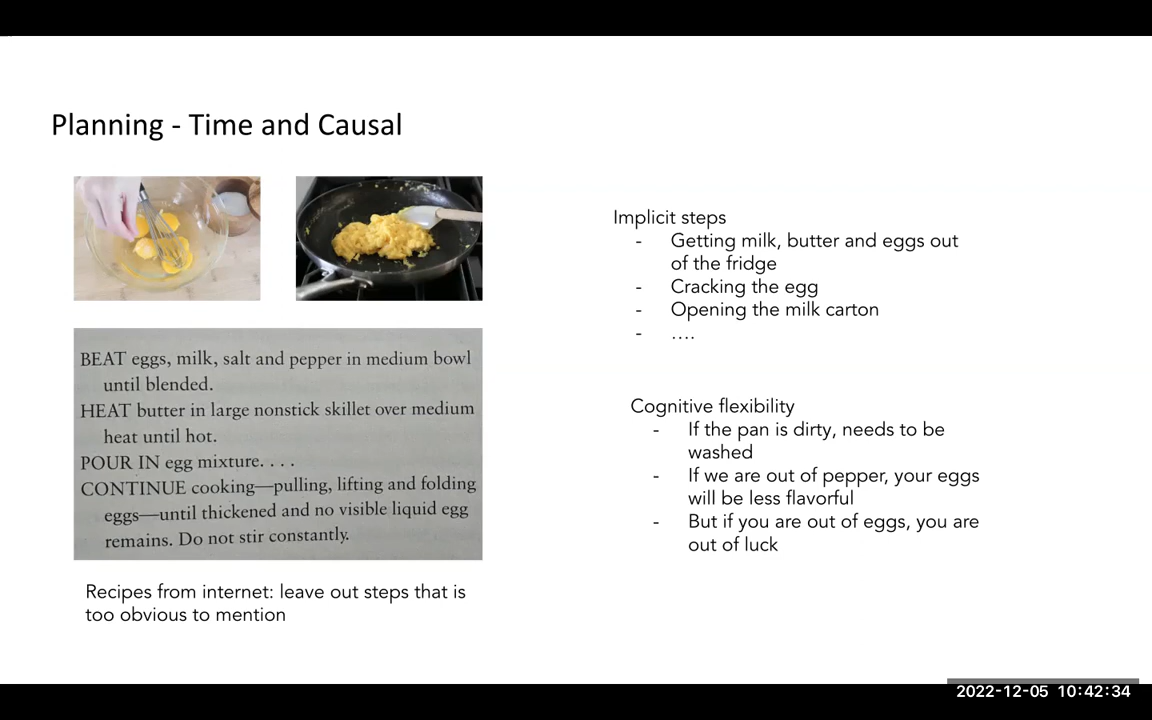 Planning - Time and Causal
BEAT eggs, milk, salt and pepper in medium bowl
until blended.
HEAT butter in large nonstick skillet over medium
heat until hot.
POUR IN egg mixture. . . .
CONTINUE cooking—pulling, lifting and folding
eggs—until thickened and no visible liquid egg
remains. Do not stir constantly.
Recipes from internet: leave out steps that is
too obvious to mention
Implicit steps
- Getting milk, butter and eggs out
of the fridge
- Cracking the egg
- Opening the milk carton
- ....
Cognitive flexibility
- If the pan is dirty, needs to be
washed
- If we are out of pepper, your eggs
will be less flavorful
- But if you are out of eggs, you are
out of luck
2022-12-05 10:42:34